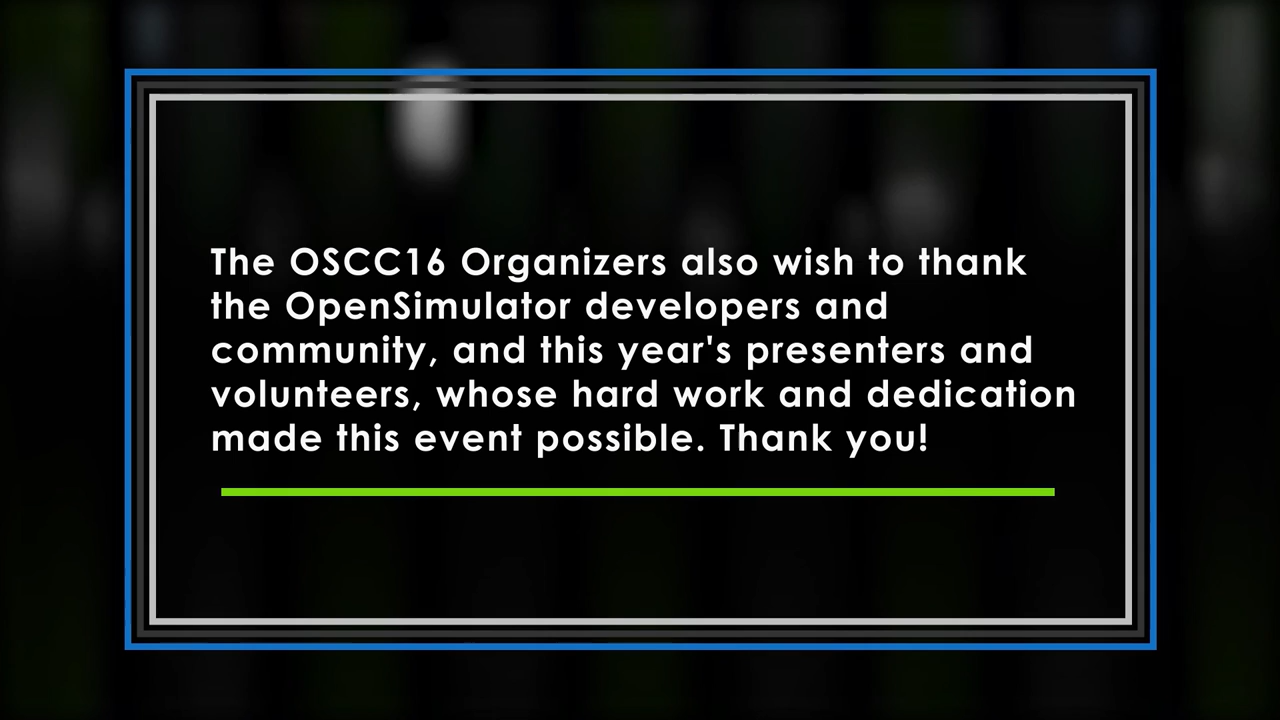 The OSCC16 Organizers also wish to thank
the OpenSimulator developers and
community, and this year's presenters and
volunteers, whose hard work and dedication
made this event possible. Thank you!